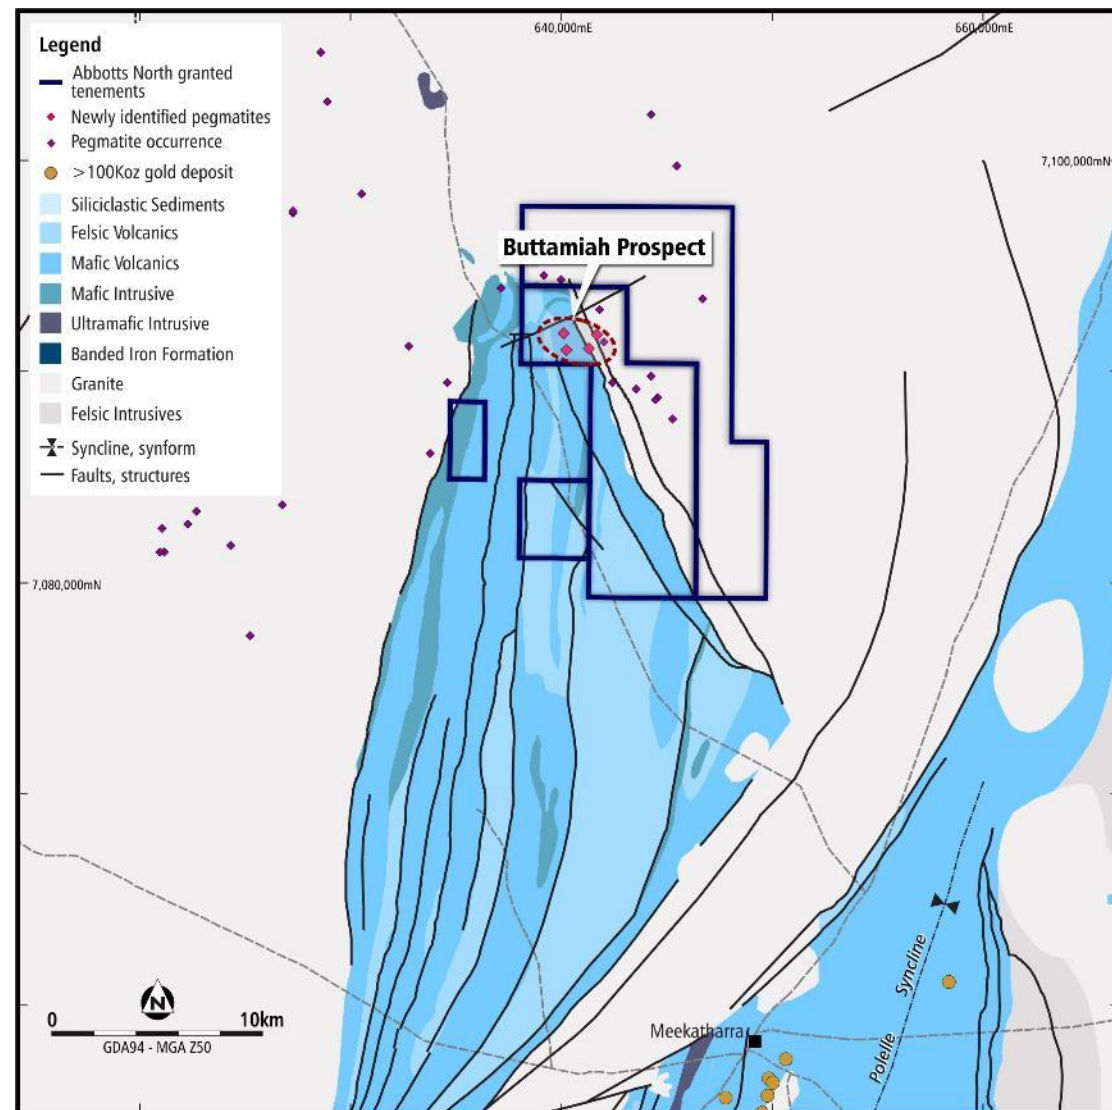 640,000mE
660,000mE
Legend
Abbotts North granted
tenements
Newly identified pegmatites
Pegmatite occurrence
>100Koz gold deposit
Siliciclastic Sediments
Felsic Volcanics
Mafic Volcanics
Mafic Intrusive
Ultramafic Intrusive
Banded Iron Formation
Granite
Felsic Intrusives
Syncline, synform
Faults, structures
7,100,000mN
Buttamiah Prospect
7,080,000mN
N
0 10km
GDA94 - MGA Z50
Meekatharra
Polelle Syncline